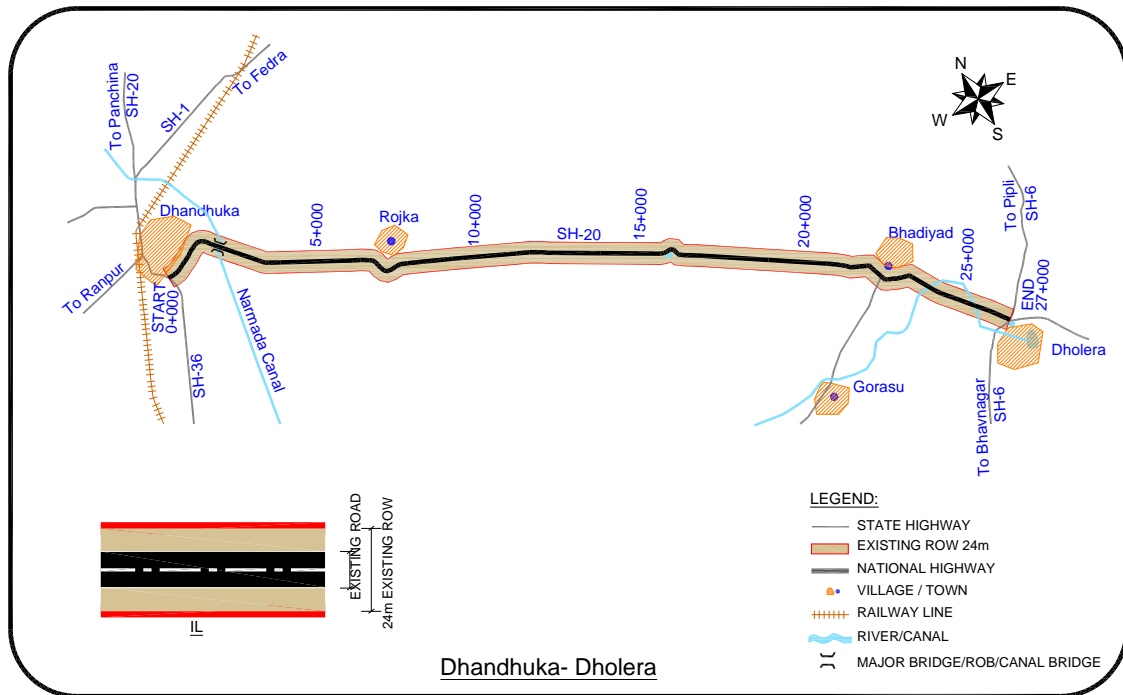 To Panchina
SH-20
SH-1
To Fedra
N
E
W
S
Dhandhuka
To Ranpur
START
0+000
SH-36
Narmada Canal
5+000
Rojka
10+000
SH-20
15+000
20+000
Bhadiyad
25+000
To Pipli
SH-6
END
27+000
Dholera
Gorasu
To Bhavnagar
SH-6
EXISTING ROAD
24m EXISTING ROW
IL
LEGEND:
STATE HIGHWAY
EXISTING ROW 24m
NATIONAL HIGHWAY
VILLAGE / TOWN
RAILWAY LINE
RIVER/CANAL
MAJOR BRIDGE/ROB/CANAL BRIDGE
Dhandhuka- Dholera